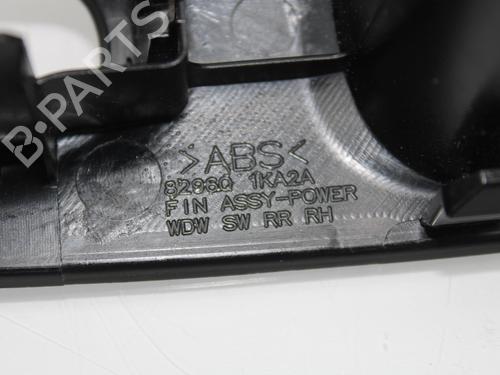 B-PARTS
>ABS<
82960 1KA2A
FIN ASSY-POWER
WDW SW RR RH